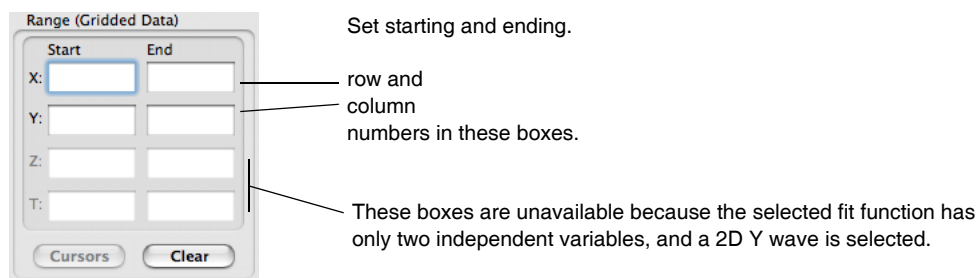 Range (Gridded Data)
Start End
X:
Y:
Z:
T:
Cursors Clear
Set starting and ending.
row and
column
numbers in these boxes.
These boxes are unavailable because the selected fit function has
only two independent variables, and a 2D Y wave is selected.